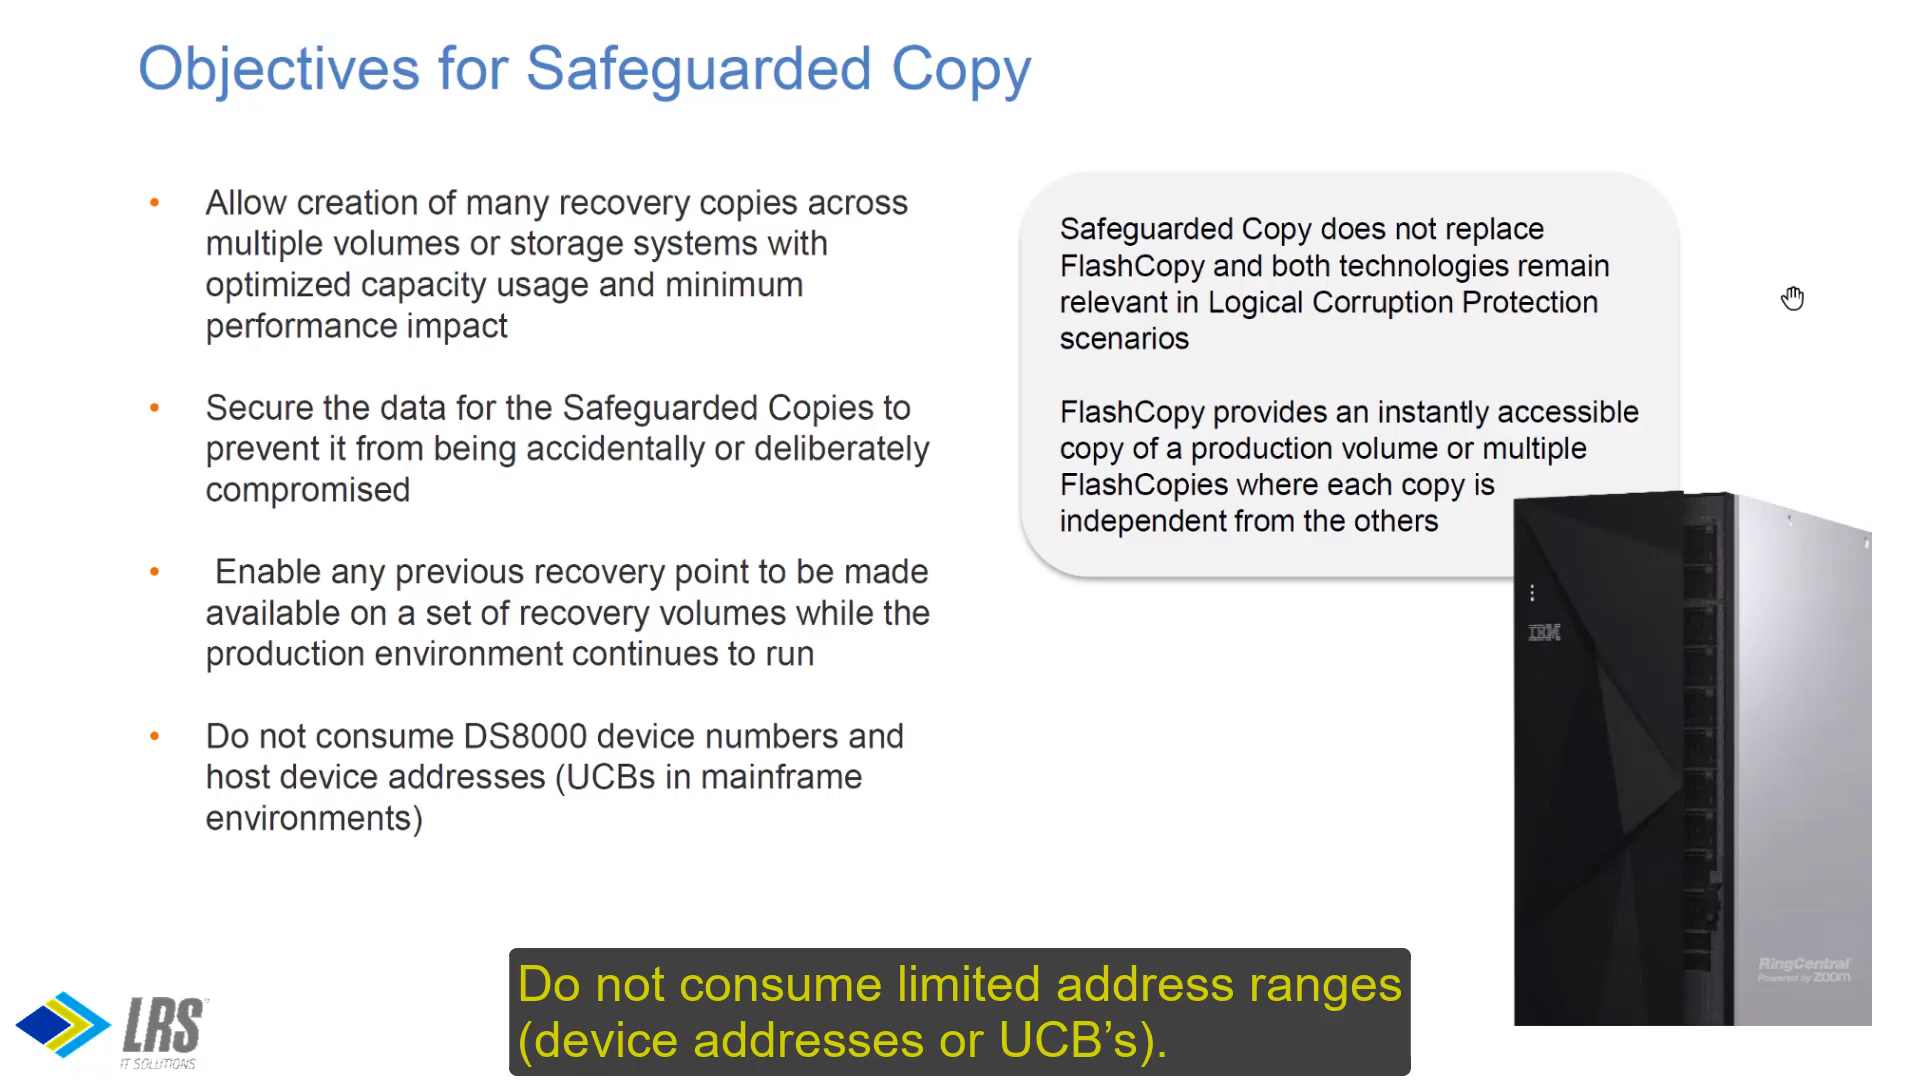 Objectives for Safeguarded Copy
• Allow creation of many recovery copies across
multiple volumes or storage systems with
optimized capacity usage and minimum
performance impact
• Secure the data for the Safeguarded Copies to
prevent it from being accidentally or deliberately
compromised
• Enable any previous recovery point to be made
available on a set of recovery volumes while the
production environment continues to run
• Do not consume DS8000 device numbers and
host device addresses (UCBs in mainframe
environments)
Safeguarded Copy does not replace
FlashCopy and both technologies remain
relevant in Logical Corruption Protection
scenarios
FlashCopy provides an instantly accessible
copy of a production volume or multiple
FlashCopies where each copy is
independent from the others
IBM
RingCentral
Powered by zoom
LRS
IT SOLUTIONS
Do not consume limited address ranges
(device addresses or UCB’s).